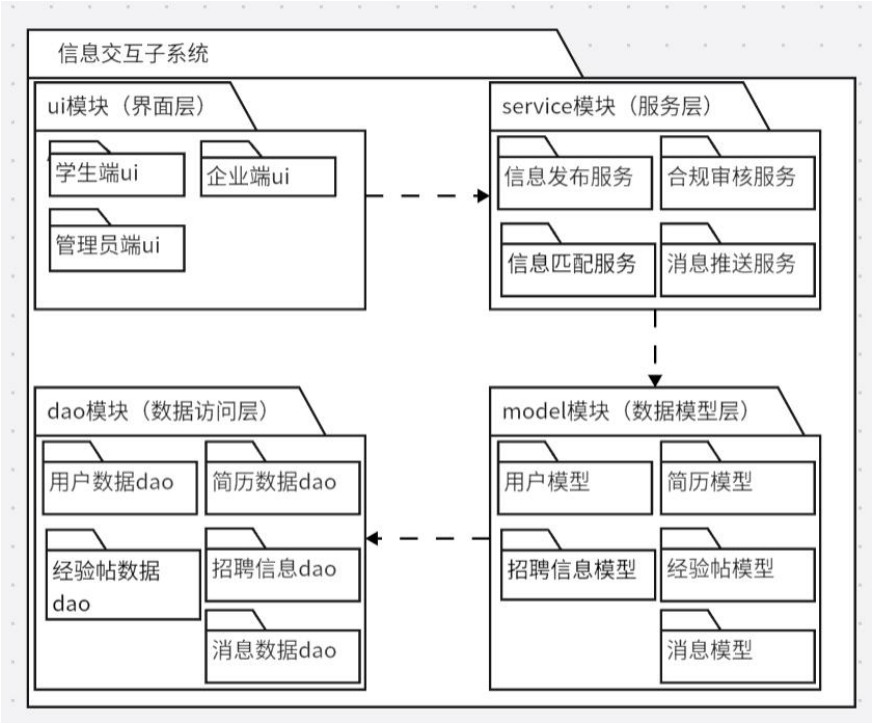 信息交互子系统
ui模块（界面层）
学生端ui
企业端ui
管理员端ui
service模块（服务层）
信息发布服务
合规审核服务
信息匹配服务
消息推送服务
dao模块（数据访问层）
用户数据dao
简历数据dao
经验帖数据
dao
招聘信息dao
消息数据dao
model模块（数据模型层）
用户模型
简历模型
招聘信息模型
经验帖模型
消息模型